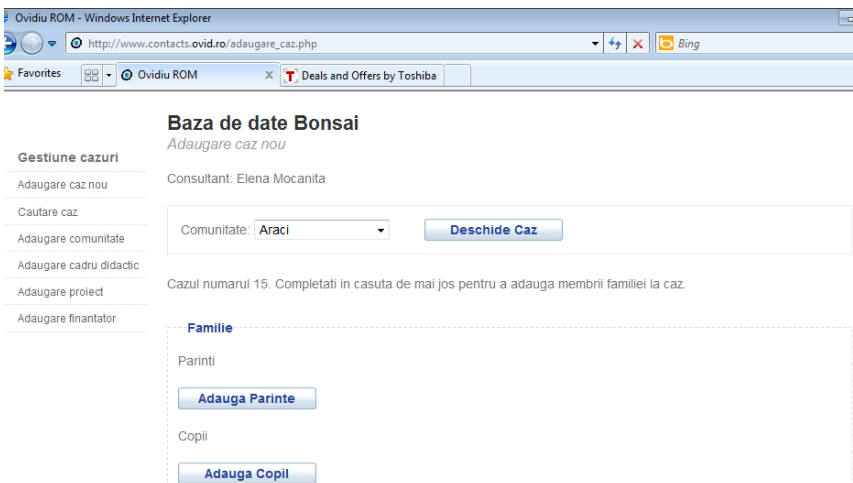 Ovidiu ROM - Windows Internet Explorer
http://www.contacts.ovid.ro/adaugare_caz.php
Bing
Favorites
Ovidiu ROM
Deals and Offers by Toshiba
Baza de date Bonsai
Adaugare caz nou
Consultant: Elena Mocanita
Gestiune cazuri
Adaugare caz nou
Cautare caz
Adaugare comunitate
Adaugare cadru didactic
Adaugare proiect
Adaugare finantator
Comunitate: Araci
Deschide Caz
Cazul numarul 15. Completati in casuta de mai jos pentru a adauga membrii familiei la caz.
Familie
Parinti
Adauga Parinte
Copii
Adauga Copil